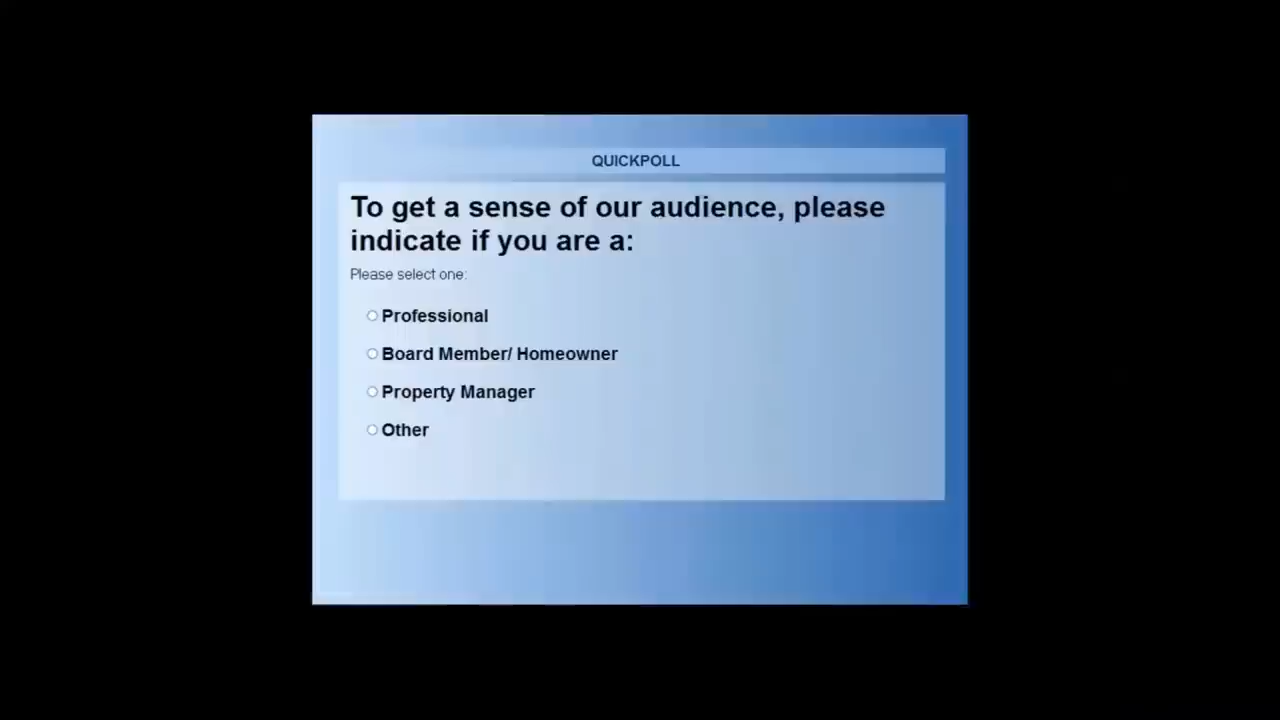 QUICKPOLL
To get a sense of our audience, please
indicate if you are a:
Please select one:
Professional
Board Member/ Homeowner
Property Manager
Other